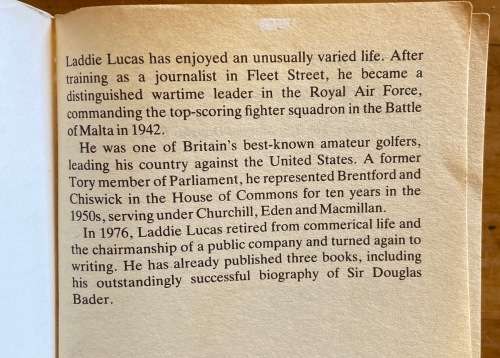 Laddie Lucas has enjoyed an unusually varied life. After
training as a journalist in Fleet Street, he became a
distinguished wartime leader in the Royal Air Force,
commanding the top-scoring fighter squadron in the Battle
of Malta in 1942.
He was one of Britain's best-known amateur golfers,
leading his country against the United States. A former
Tory member of Parliament, he represented Brentford and
Chiswick in the House of Commons for ten years in the
1950s, serving under Churchill, Eden and Macmillan.
In 1976, Laddie Lucas retired from commerical life and
the chairmanship of a public company and turned again to
writing. He has already published three books, including
his outstandingly successful biography of Sir Douglas
Bader.